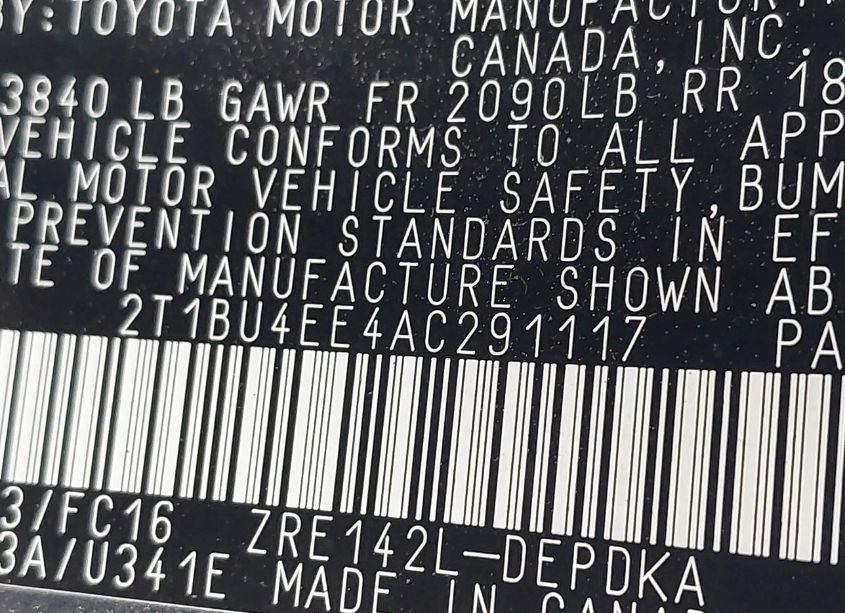 BY:TOYOTA MOTOR MANUFACTURI
CANADA, INC.
3840 LB GAWR FR 2090LB RR 18
VEHICLE CONFORMS TO ALL APP
AL MOTOR VEHICLE SAFETY,BUM
PREVENTION STANDARDS IN EF
TE OF MANUFACTURE SHOWN AB
2T1BU4EE4AC291117 PA
3/FC16 ZRE142L-DEPDKA
3A/U341E MADE IN CANAD